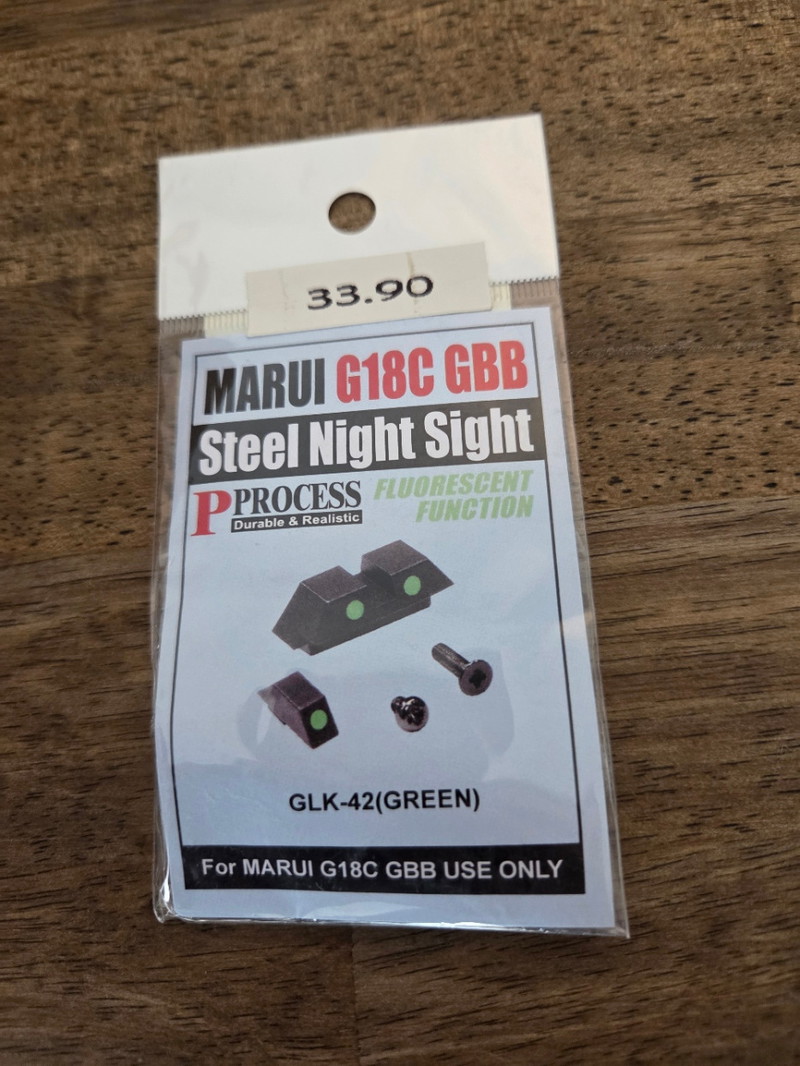 33.90
MARUI G18C GBB
Steel Night Sight
P PROCESS
Durable & Realistic
FLUORESCENT
FUNCTION
GLK-42(GREEN)
For MARUI G18C GBB USE ONLY